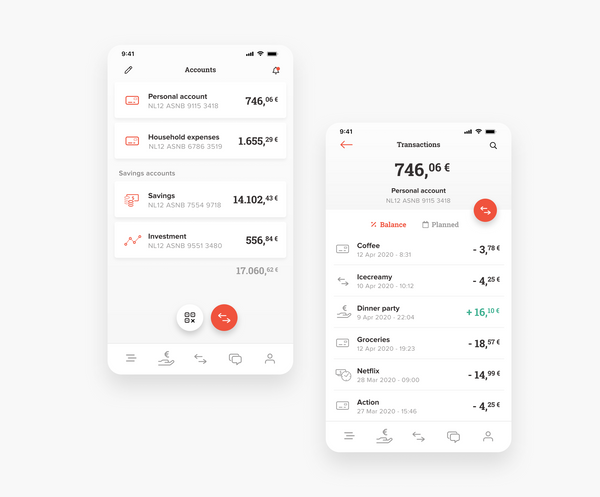 9:41
Accounts
Personal account
NL12 ASNB 9115 3418
746,06 €
Household expenses
NL12 ASNB 6786 3519
1.655,29 €
Savings accounts
Savings
NL12 ASNB 7554 9718
14.102,43 €
Investment
NL12 ASNB 9551 3480
556,84 €
17.060,62 €
9:41
Transactions
746,06 €
Personal account
NL12 ASNB 9115 3418
Balance
Planned
Coffee
12 Apr 2020 - 8:31
- 3,78 €
Icecreamy
10 Apr 2020 - 10:12
- 4,25 €
Dinner party
9 Apr 2020 - 22:04
+ 16,10 €
Groceries
12 Apr 2020 - 19:23
- 18,57 €
Netflix
28 Mar 2020 - 09:00
- 14,99 €
Action
27 Mar 2020 - 15:46
- 4,25 €